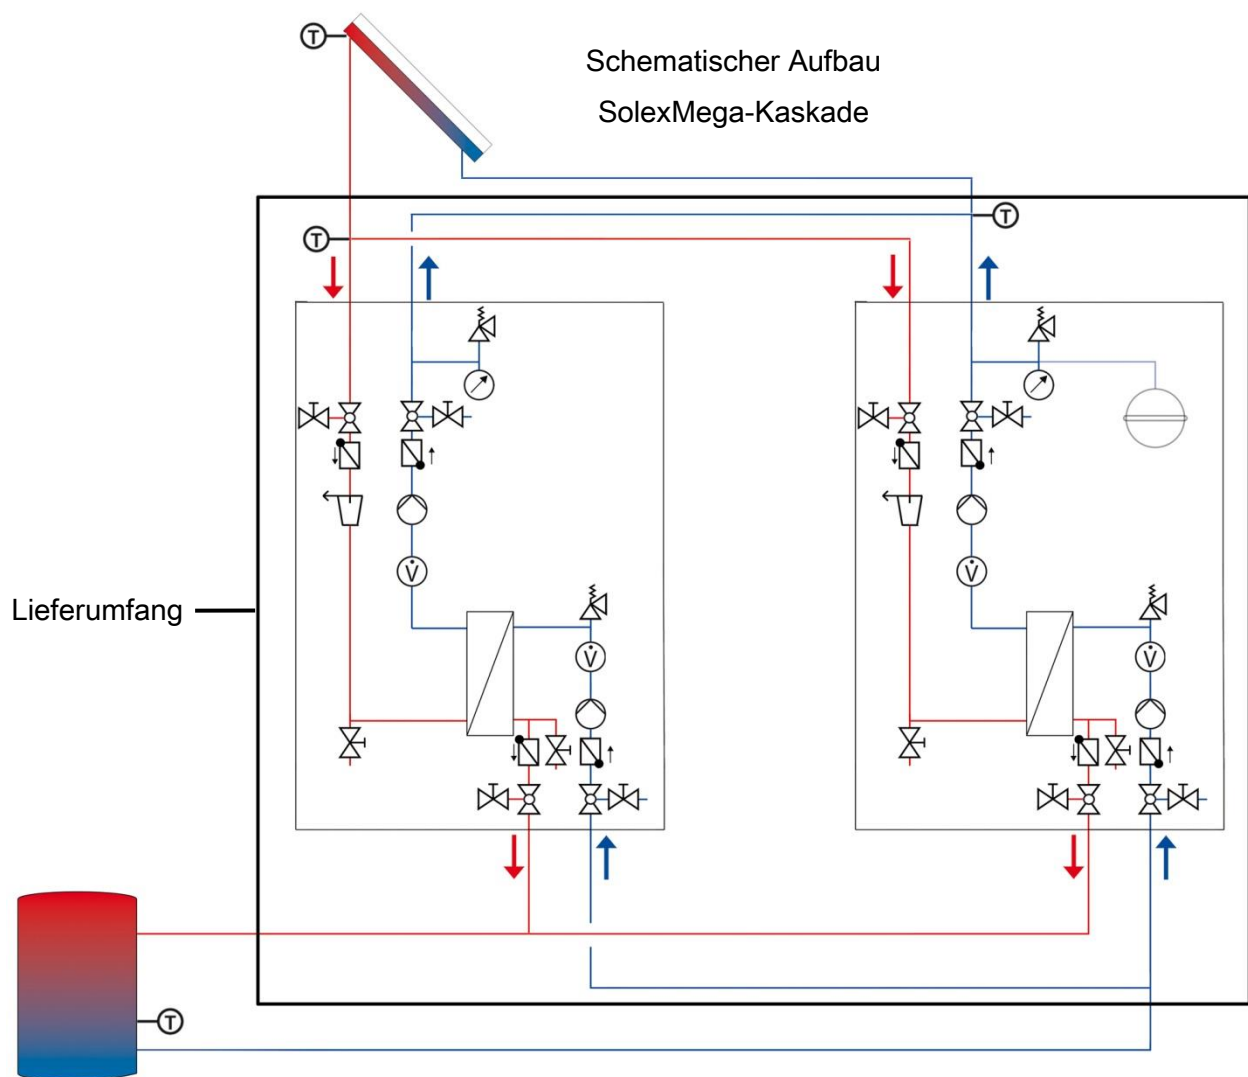 T
Schematischer Aufbau
SolexMega-Kaskade
T
T
V̇
V̇
Lieferumfang
V̇
V̇
T